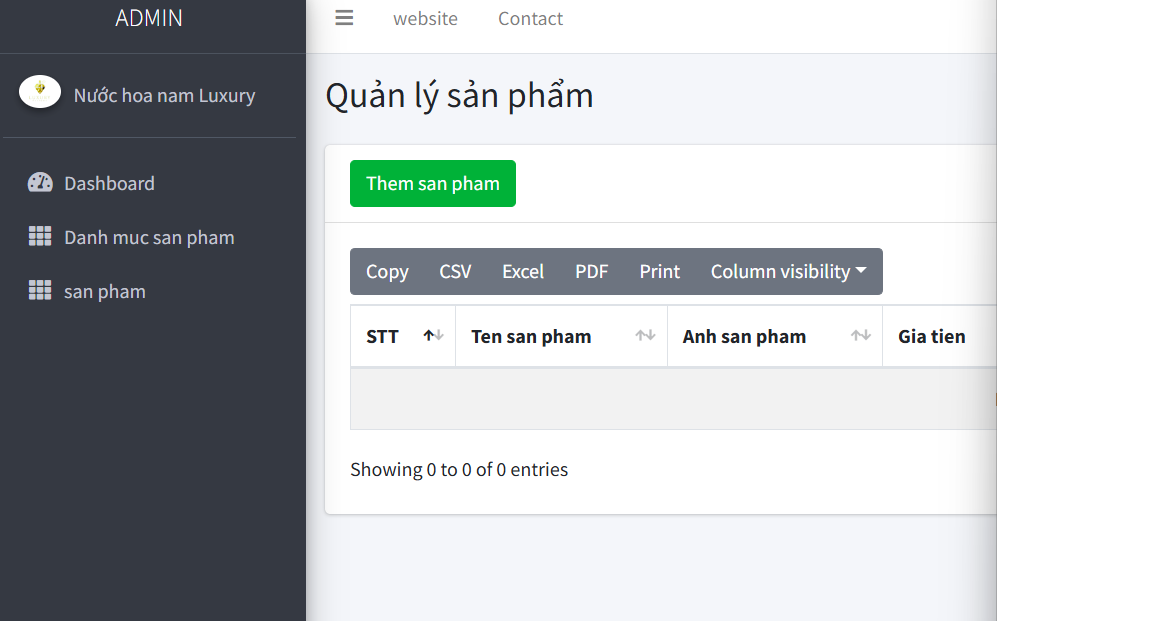 ADMIN
website Contact
Nước hoa nam Luxury
Quản lý sản phẩm
Dashboard
Danh muc san pham
san pham
Them san pham
Copy CSV Excel PDF Print Column visibility
STT Ten san pham Anh san pham Gia tien
Showing 0 to 0 of 0 entries